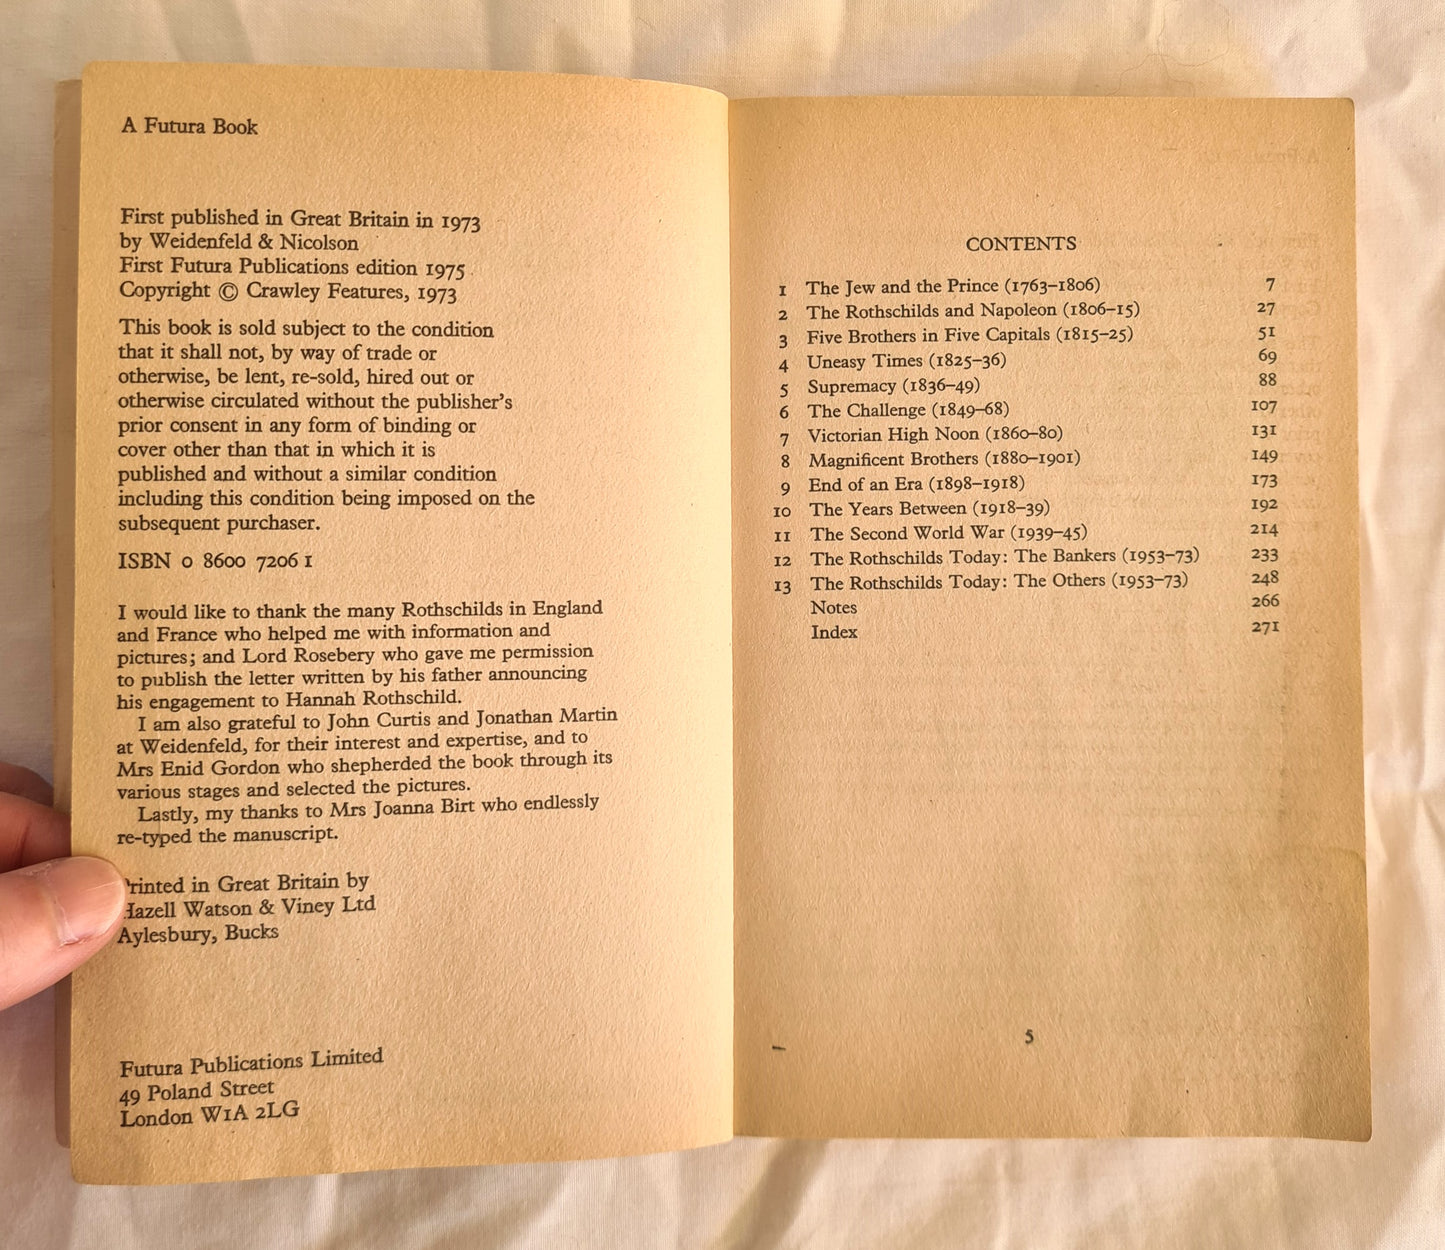 A Futura Book
First published in Great Britain in 1973
by Weidenfeld & Nicolson
First Futura Publications edition 1975
Copyright © Crawley Features, 1973
This book is sold subject to the condition
that it shall not, by way of trade or
otherwise, be lent, re-sold, hired out or
otherwise circulated without the publisher's
prior consent in any form of binding or
cover other than that in which it is
published and without a similar condition
including this condition being imposed on the
subsequent purchaser.
ISBN 0 8600 7206 1
I would like to thank the many Rothschilds in England
and France who helped me with information and
pictures; and Lord Rosebery who gave me permission
to publish the letter written by his father announcing
his engagement to Hannah Rothschild.
I am also grateful to John Curtis and Jonathan Martin
at Weidenfeld, for their interest and expertise, and to
Mrs Enid Gordon who shepherded the book through its
various stages and selected the pictures.
Lastly, my thanks to Mrs Joanna Birt who endlessly
re-typed the manuscript.
Printed in Great Britain by
Hazell Watson & Viney Ltd
Aylesbury, Bucks
Futura Publications Limited
49 Poland Street
London W1A 2LG
CONTENTS
1 The Jew and the Prince (1763–1806) 7
2 The Rothschilds and Napoleon (1806–15) 27
3 Five Brothers in Five Capitals (1815–25) 51
4 Uneasy Times (1825–36) 69
5 Supremacy (1836–49) 88
6 The Challenge (1849–68) 107
7 Victorian High Noon (1860–80) 131
8 Magnificent Brothers (1880–1901) 149
9 End of an Era (1898–1918) 173
10 The Years Between (1918–39) 192
11 The Second World War (1939–45) 214
12 The Rothschilds Today: The Bankers (1953–73) 233
13 The Rothschilds Today: The Others (1953–73) 248
Notes 266
Index 271
5